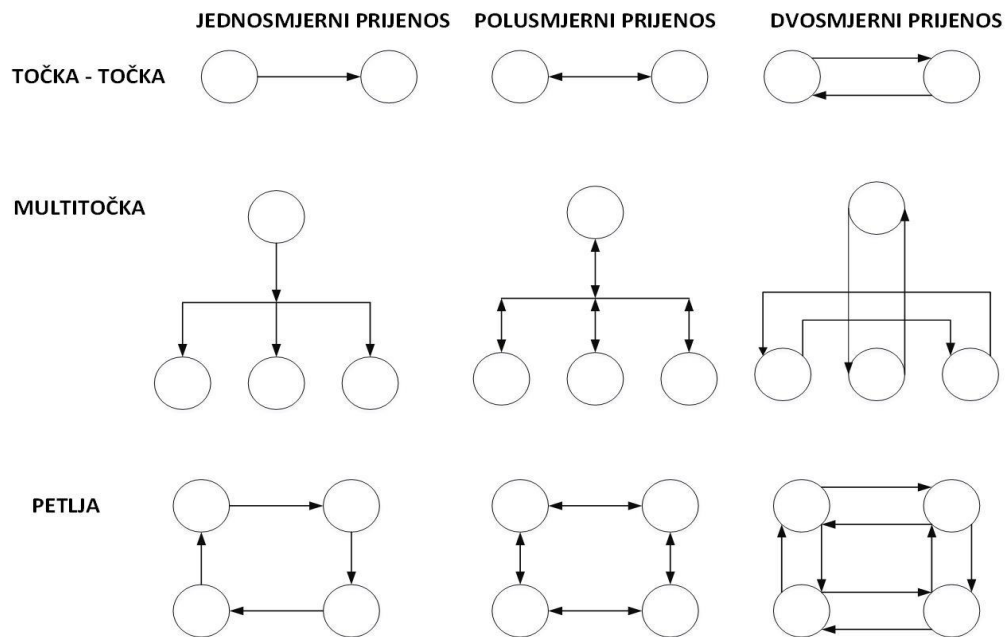 JEDNOSMJERNI PRIJENOS
POLUSMJERNI PRIJENOS
DVOSMJERNI PRIJENOS
TOČKA - TOČKA
MULTITOČKA
PETLJA